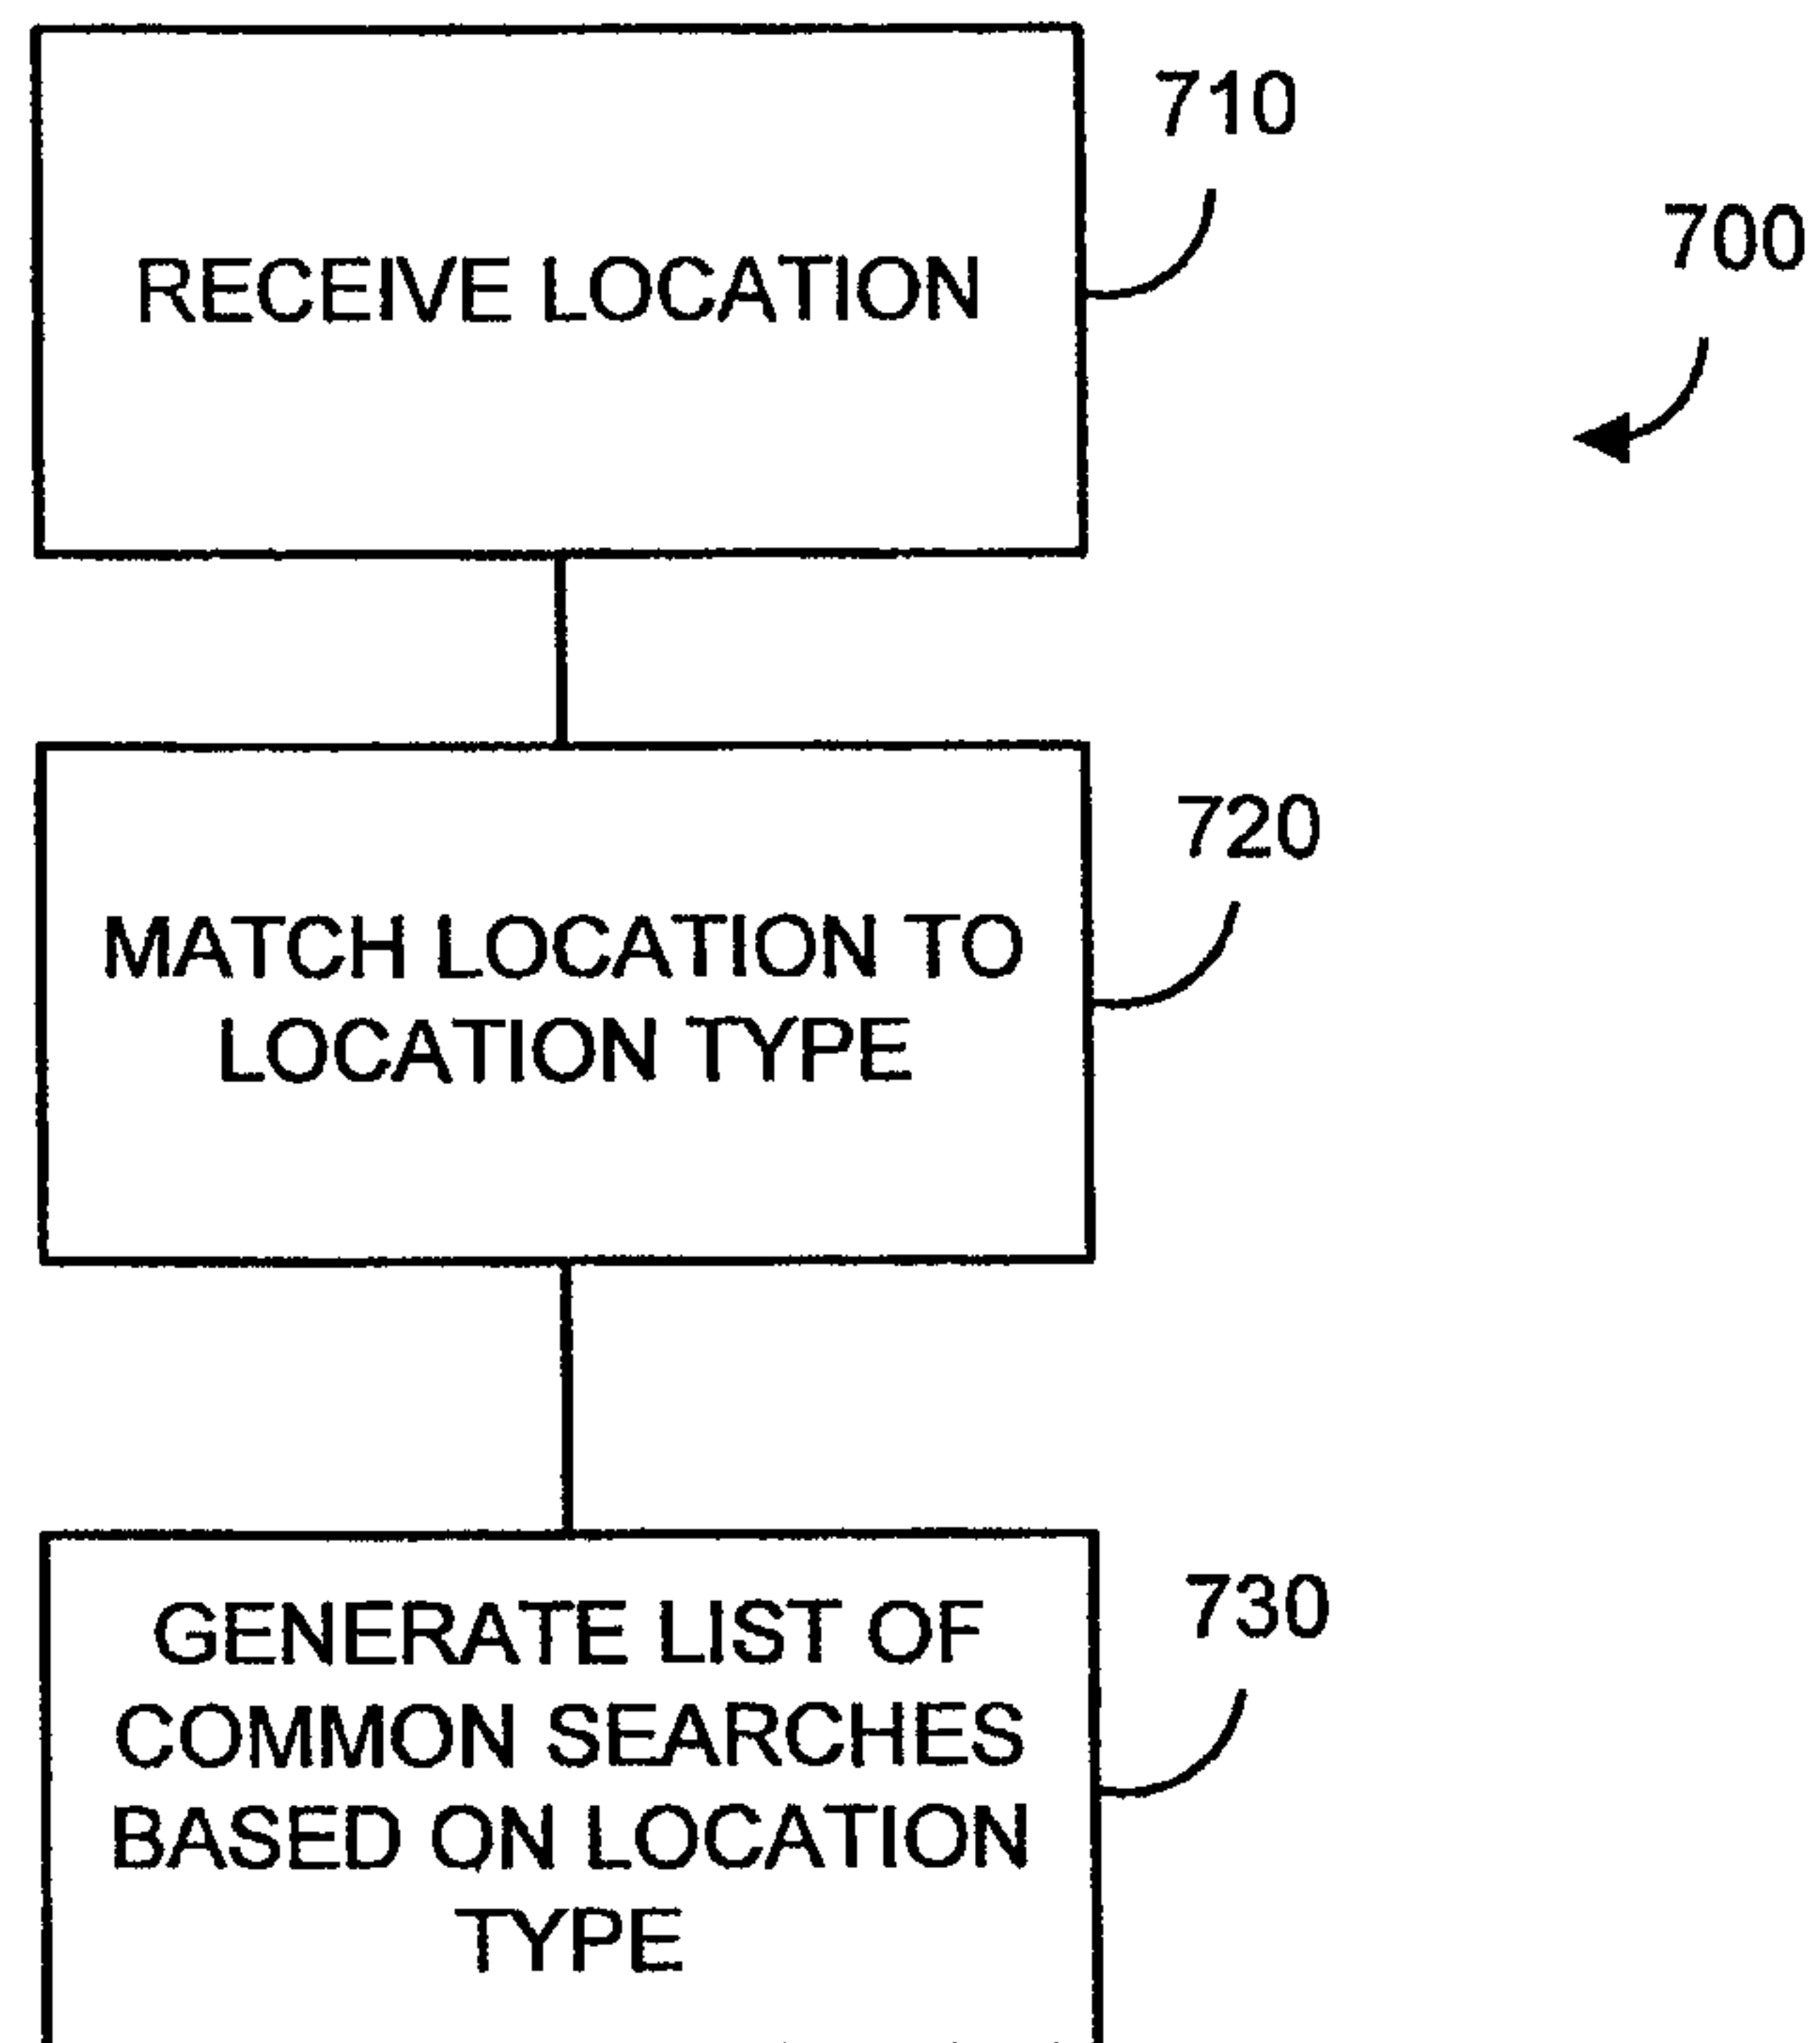 710
700
RECEIVE LOCATION
720
MATCH LOCATION TO
LOCATION TYPE
730
GENERATE LIST OF
COMMON SEARCHES
BASED ON LOCATION
TYPE